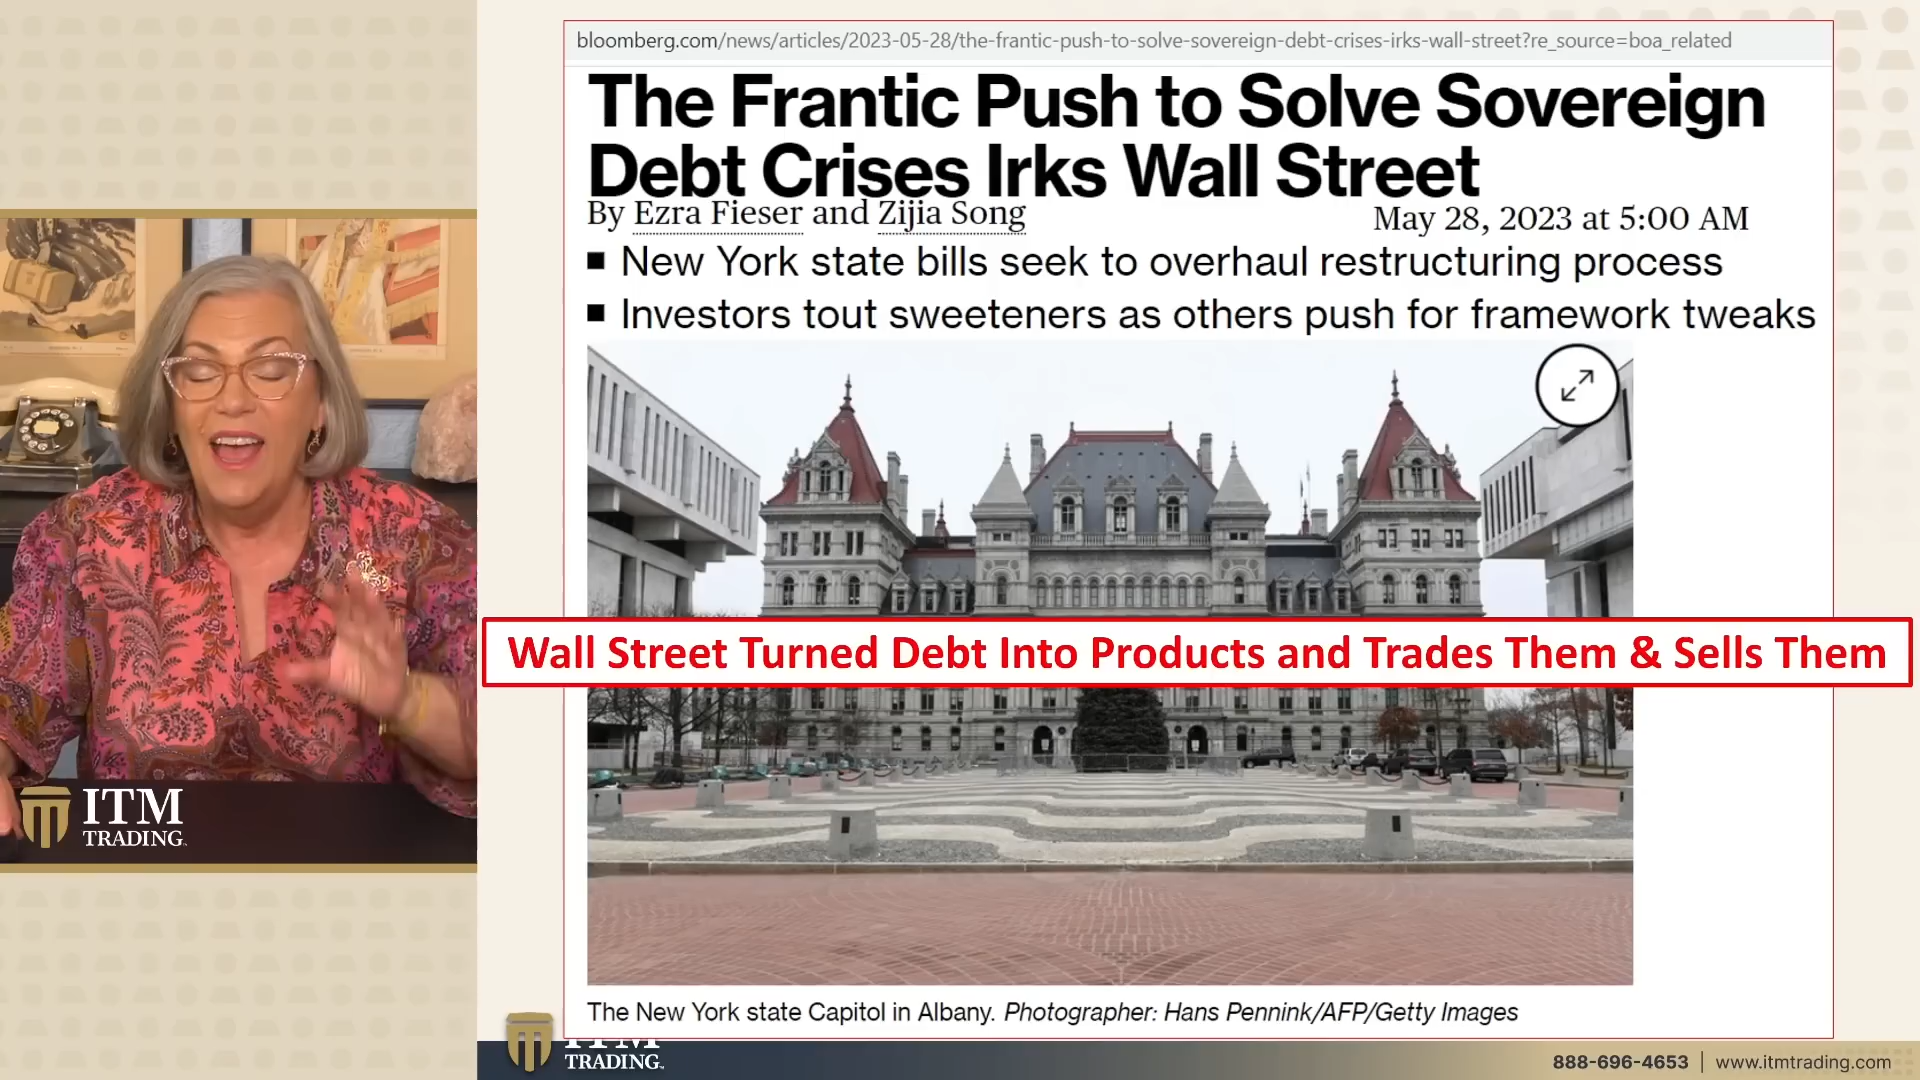 bloomberg.com/news/articles/2023-05-28/the-frantic-push-to-solve-sovereign-debt-crises-irks-wall-street?re_source=boa_related
The Frantic Push to Solve Sovereign
Debt Crises Irks Wall Street
By Ezra Fieser and Zijia Song
May 28, 2023 at 5:00 AM
■ New York state bills seek to overhaul restructuring process
■ Investors tout sweeteners as others push for framework tweaks
Wall Street Turned Debt Into Products and Trades Them & Sells Them
ITM
TRADING
The New York state Capitol in Albany. Photographer: Hans Pennink/AFP/Getty Images
ITM
TRADING
888-696-4653 | www.itmtrading.com